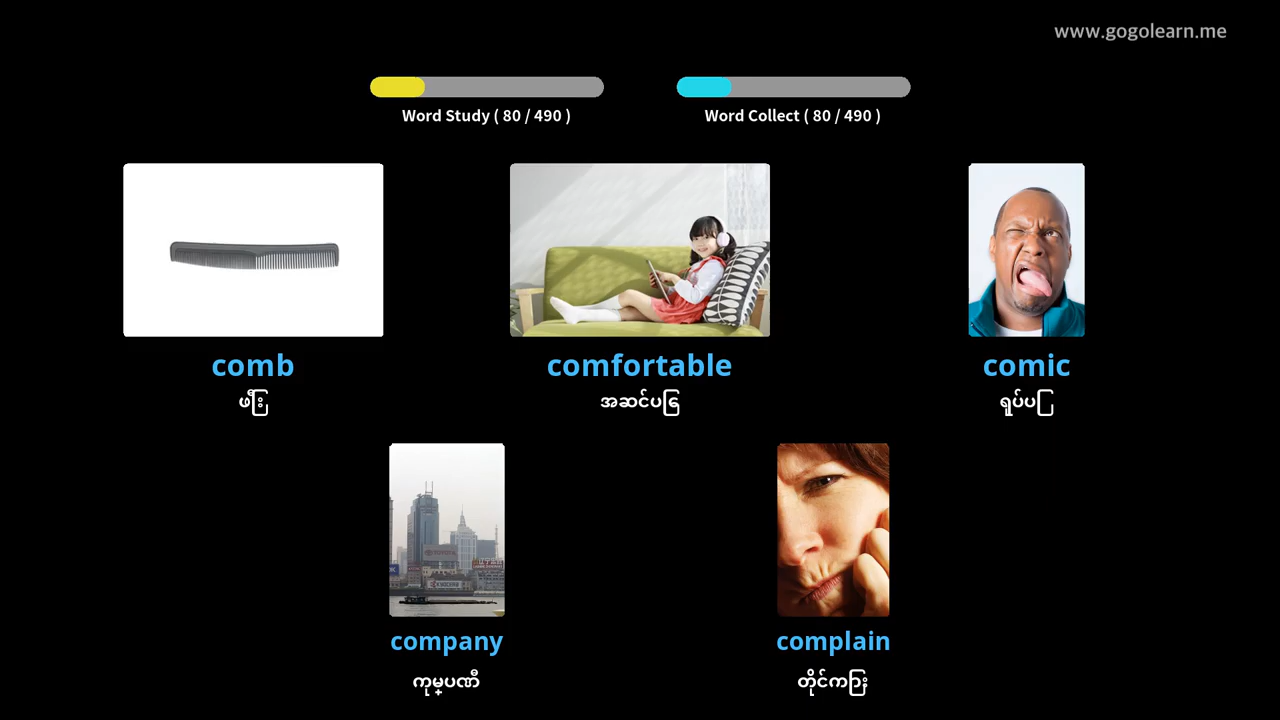 www.gogolearn.me
Word Study ( 80 / 490 )
Word Collect ( 80 / 490 )
comb
ဖြီး
comfortable
အဆင်ပြေ
comic
ရုပ်ပြ
company
ကုမ္ပဏီ
complain
တိုင်ကြား
TOYOTA